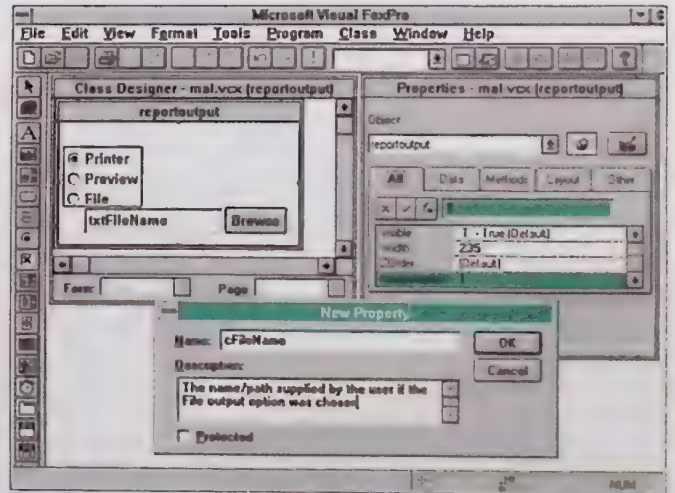 Microsoft Visual FoxPro
File Edit View Format Tools Program Class Window Help
Class Designer - mal.vcx (reportoutput)
reportoutput
Printer
Preview
File
txtFileName Browse
Form: Page
Properties - mal.vcx (reportoutput)
Object:
reportoutput
All Data Methods Layout Other
Visible T - True (Default)
Width 235
(Default)
New Property
Name: cFileName
OK
Cancel
Description:
The name/path supplied by the user if the
File output option was chosen
Protected
NUM